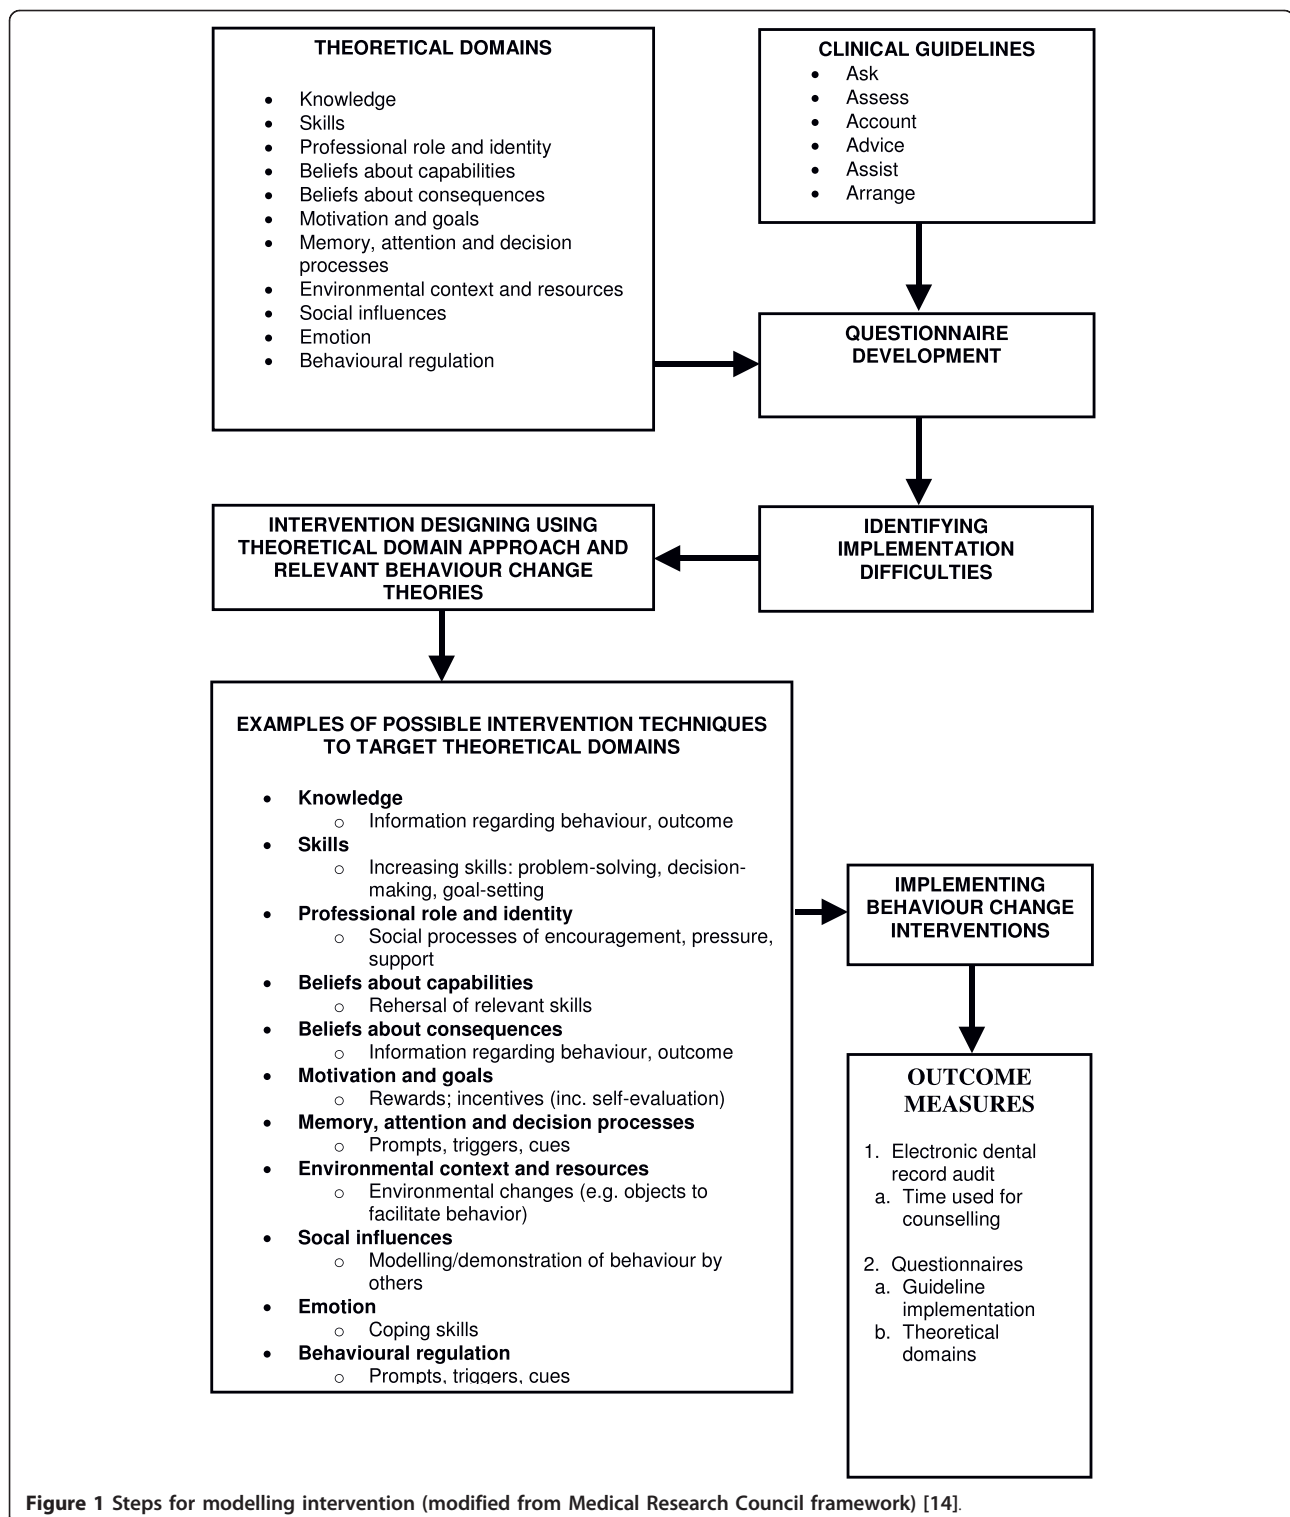 THEORETICAL DOMAINS
• Knowledge
• Skills
• Professional role and identity
• Beliefs about capabilities
• Beliefs about consequences
• Motivation and goals
• Memory, attention and decision
processes
• Environmental context and resources
• Social influences
• Emotion
• Behavioural regulation
CLINICAL GUIDELINES
• Ask
• Assess
• Account
• Advice
• Assist
• Arrange
QUESTIONNAIRE
DEVELOPMENT
IDENTIFYING
IMPLEMENTATION
DIFFICULTIES
INTERVENTION DESIGNING USING
THEORETICAL DOMAIN APPROACH AND
RELEVANT BEHAVIOUR CHANGE
THEORIES
EXAMPLES OF POSSIBLE INTERVENTION TECHNIQUES
TO TARGET THEORETICAL DOMAINS
• Knowledge
o Information regarding behaviour, outcome
• Skills
o Increasing skills: problem-solving, decision-
making, goal-setting
• Professional role and identity
o Social processes of encouragement, pressure,
support
• Beliefs about capabilities
o Rehersal of relevant skills
• Beliefs about consequences
o Information regarding behaviour, outcome
• Motivation and goals
o Rewards; incentives (inc. self-evaluation)
• Memory, attention and decision processes
o Prompts, triggers, cues
• Environmental context and resources
o Environmental changes (e.g. objects to
facilitate behavior)
• Socal influences
o Modelling/demonstration of behaviour by
others
• Emotion
o Coping skills
• Behavioural regulation
o Prompts, triggers, cues
IMPLEMENTING
BEHAVIOUR CHANGE
INTERVENTIONS
OUTCOME
MEASURES
1. Electronic dental
record audit
a. Time used for
counselling
2. Questionnaires
a. Guideline
implementation
b. Theoretical
domains
Figure 1 Steps for modelling intervention (modified from Medical Research Council framework) [14].